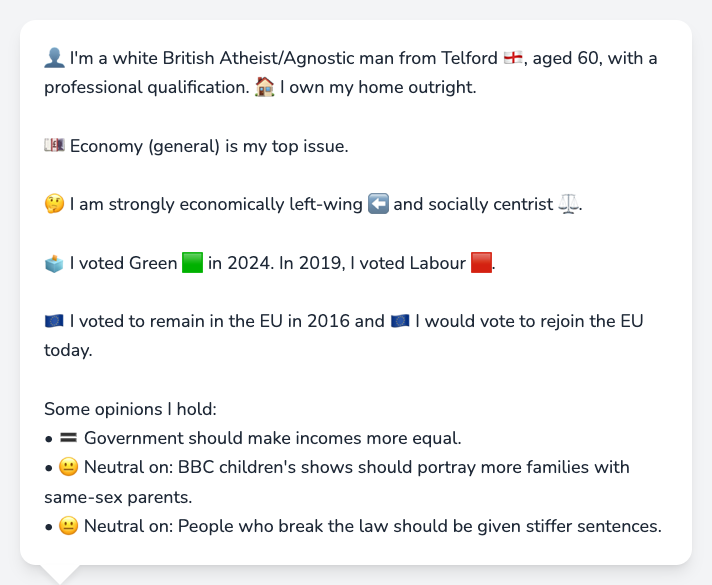 👤 I'm a white British Atheist/Agnostic man from Telford 🏴󠁧󠁢󠁥󠁮󠁧󠁿, aged 60, with a
professional qualification. 🏠 I own my home outright.
💷 Economy (general) is my top issue.
🤔 I am strongly economically left-wing ⬅️ and socially centrist ⚖️.
🗳️ I voted Green 🟩 in 2024. In 2019, I voted Labour 🟥.
🇪🇺 I voted to remain in the EU in 2016 and 🇪🇺 I would vote to rejoin the EU
today.
Some opinions I hold:
• 🟰 Government should make incomes more equal.
• 😐 Neutral on: BBC children's shows should portray more families with
same-sex parents.
• 😐 Neutral on: People who break the law should be given stiffer sentences.